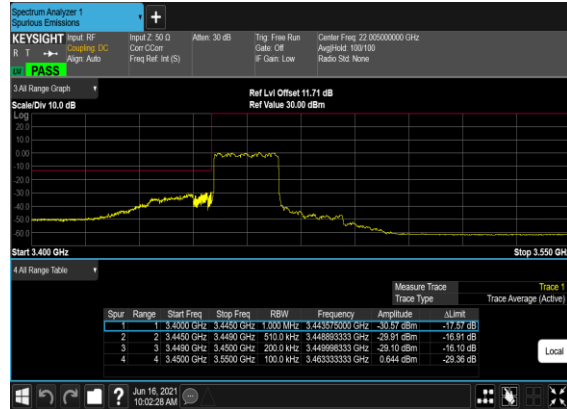 Spectrum Analyzer 1
Spurious Emissions
+
KEYSIGHT Input: RF Input Z: 50 Ω Atten: 30 dB Trig: Free Run Center Freq: 22.005000000 GHz
R T Coupling: DC Corr CCorr Gate: Off Avg|Hold: 100/100
Align: Auto Freq Ref: Int (S) IF Gain: Low Radio Std: None
PASS
3 All Range Graph
Ref Lvl Offset 11.71 dB
Scale/Div 10.0 dB Ref Value 30.00 dBm
Log
20.0
10.0
0.00
-10.0
-20.0
-30.0
-40.0
-50.0
-60.0
Start 3.400 GHz Stop 3.550 GHz
4 All Range Table
Measure Trace Trace 1
Trace Type Trace Average (Active)
Spur Range Start Freq Stop Freq RBW Frequency Amplitude ΔLimit
1 1 3.4000 GHz 3.4450 GHz 1.000 MHz 3.443575000 GHz -30.57 dBm -17.57 dB
2 2 3.4450 GHz 3.4490 GHz 510.0 kHz 3.448893333 GHz -29.91 dBm -16.91 dB
3 3 3.4490 GHz 3.4500 GHz 200.0 kHz 3.449998333 GHz -29.10 dBm -16.10 dB
4 4 3.4500 GHz 3.5500 GHz 100.0 kHz 3.463333333 GHz 0.644 dBm -29.36 dB
Local
? Jun 16, 2021
10:02:28 AM